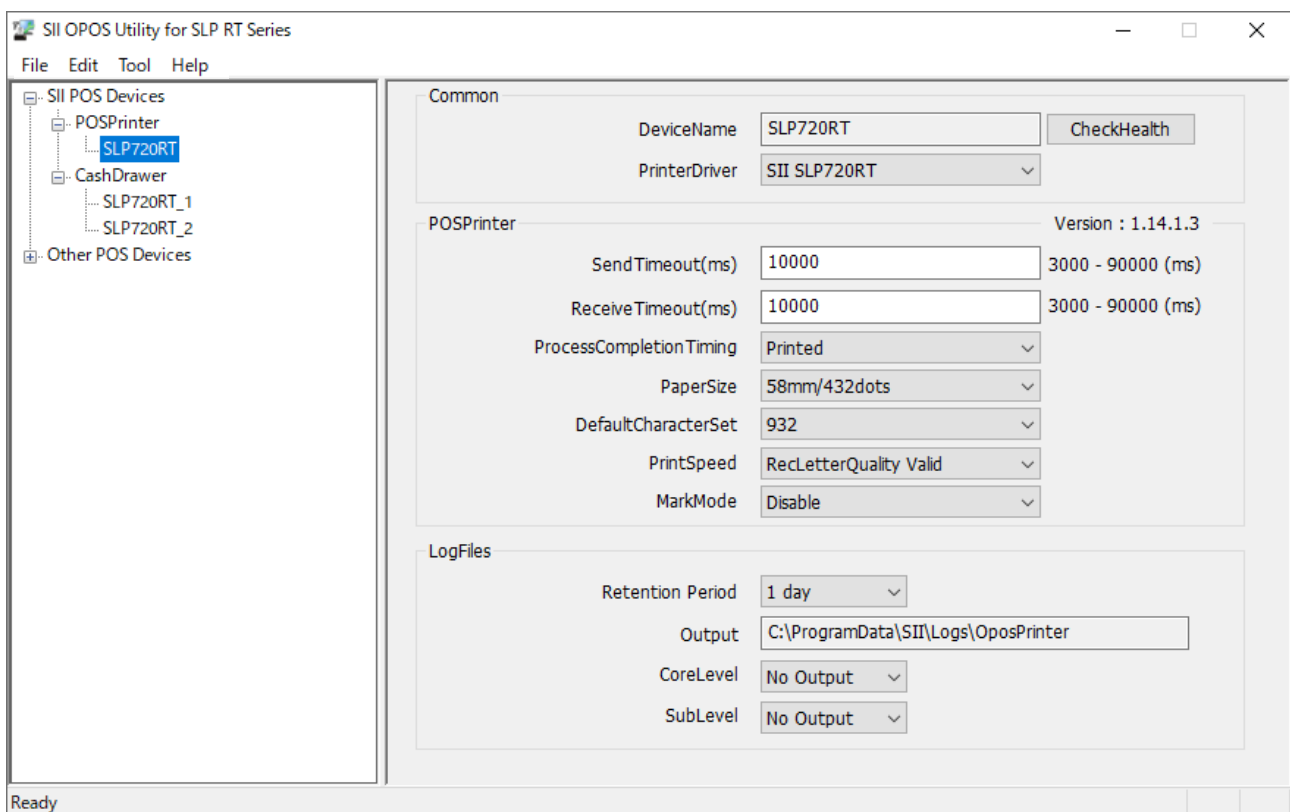 SII OPOS Utility for SLP RT Series
File Edit Tool Help
SII POS Devices
POSPrinter
SLP720RT
CashDrawer
SLP720RT_1
SLP720RT_2
Other POS Devices
Common
DeviceName SLP720RT CheckHealth
PrinterDriver SII SLP720RT
POSPrinter Version : 1.14.1.3
SendTimeout(ms) 10000 3000 - 90000 (ms)
ReceiveTimeout(ms) 10000 3000 - 90000 (ms)
ProcessCompletionTiming Printed
PaperSize 58mm/432dots
DefaultCharacterSet 932
PrintSpeed RecLetterQuality Valid
MarkMode Disable
LogFiles
Retention Period 1 day
Output C:\ProgramData\SII\Logs\OposPrinter
CoreLevel No Output
SubLevel No Output
Ready